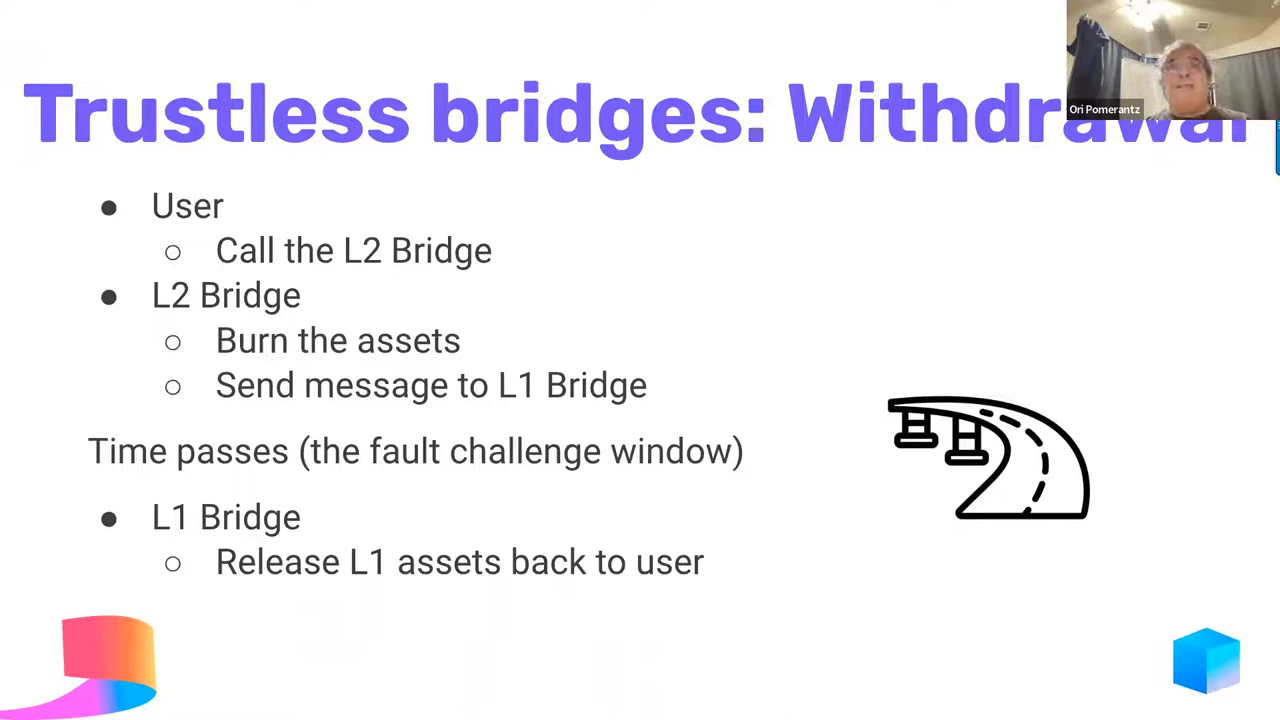 Trustless bridges: Withdrawal
Ori Pomerantz
● User
○ Call the L2 Bridge
● L2 Bridge
○ Burn the assets
○ Send message to L1 Bridge
Time passes (the fault challenge window)
● L1 Bridge
○ Release L1 assets back to user